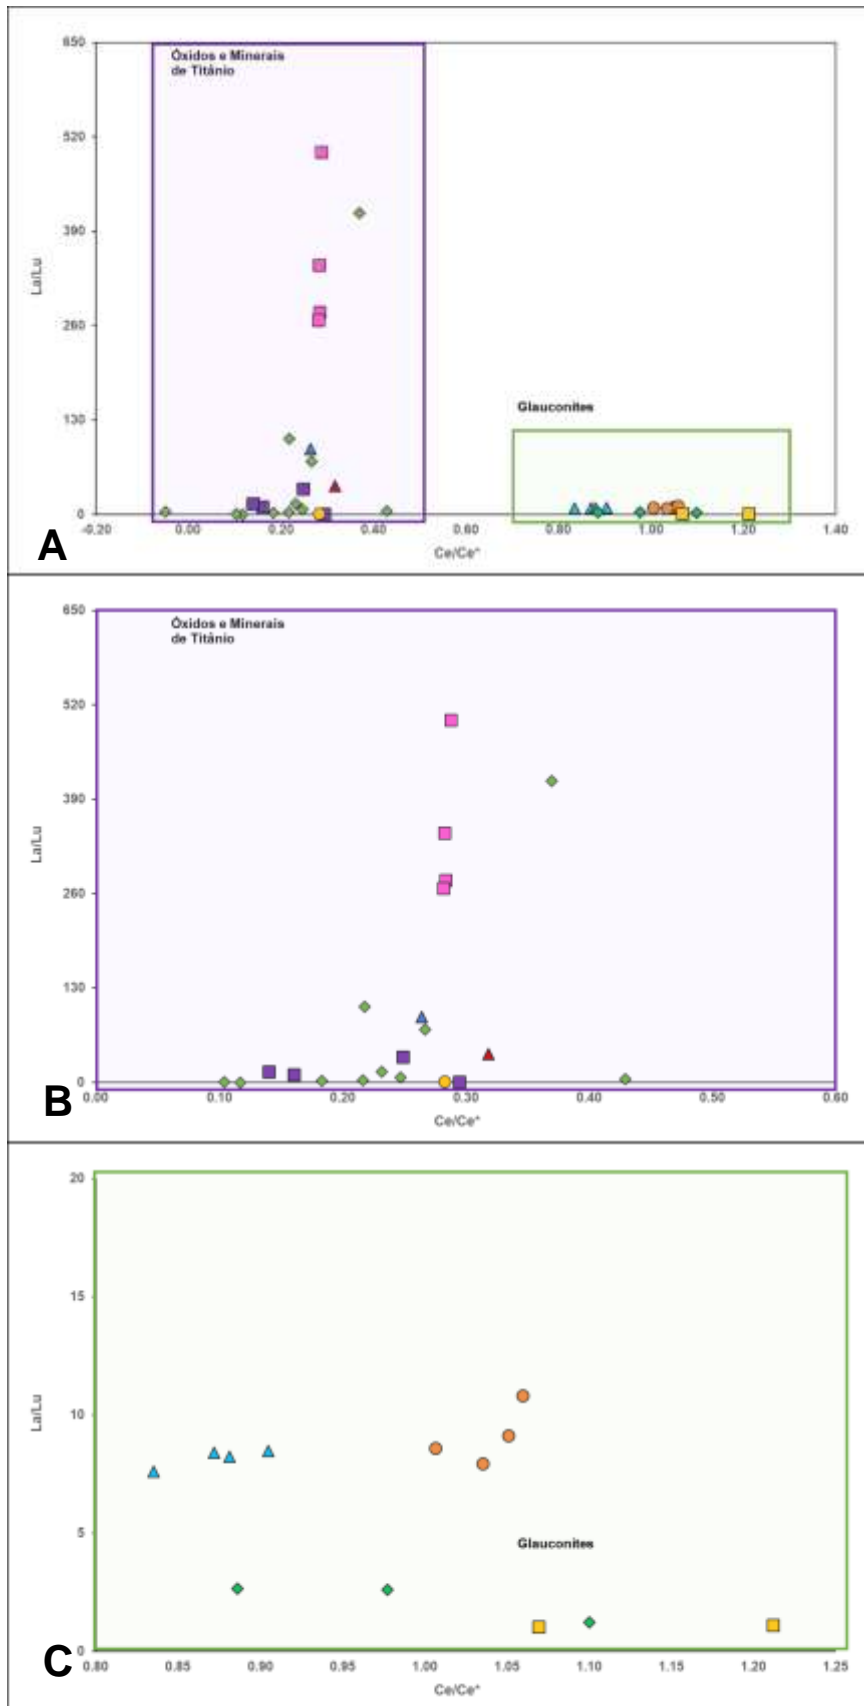 650
Óxidos e Minerais
de Titânio
520
390
La/Lu
260
Glauconites
130
0
-0.20 0.00 0.20 0.40 0.60 0.80 1.00 1.20 1.40
A
Ce/Ce*
650
Óxidos e Minerais
de Titânio
520
390
La/Lu
260
130
0
B
0.00 0.10 0.20 0.30 0.40 0.50 0.60
Ce/Ce*
20
15
La/Lu
10
5
Glauconites
0
C
0.80 0.85 0.90 0.95 1.00 1.05 1.10 1.15 1.20 1.25
Ce/Ce*